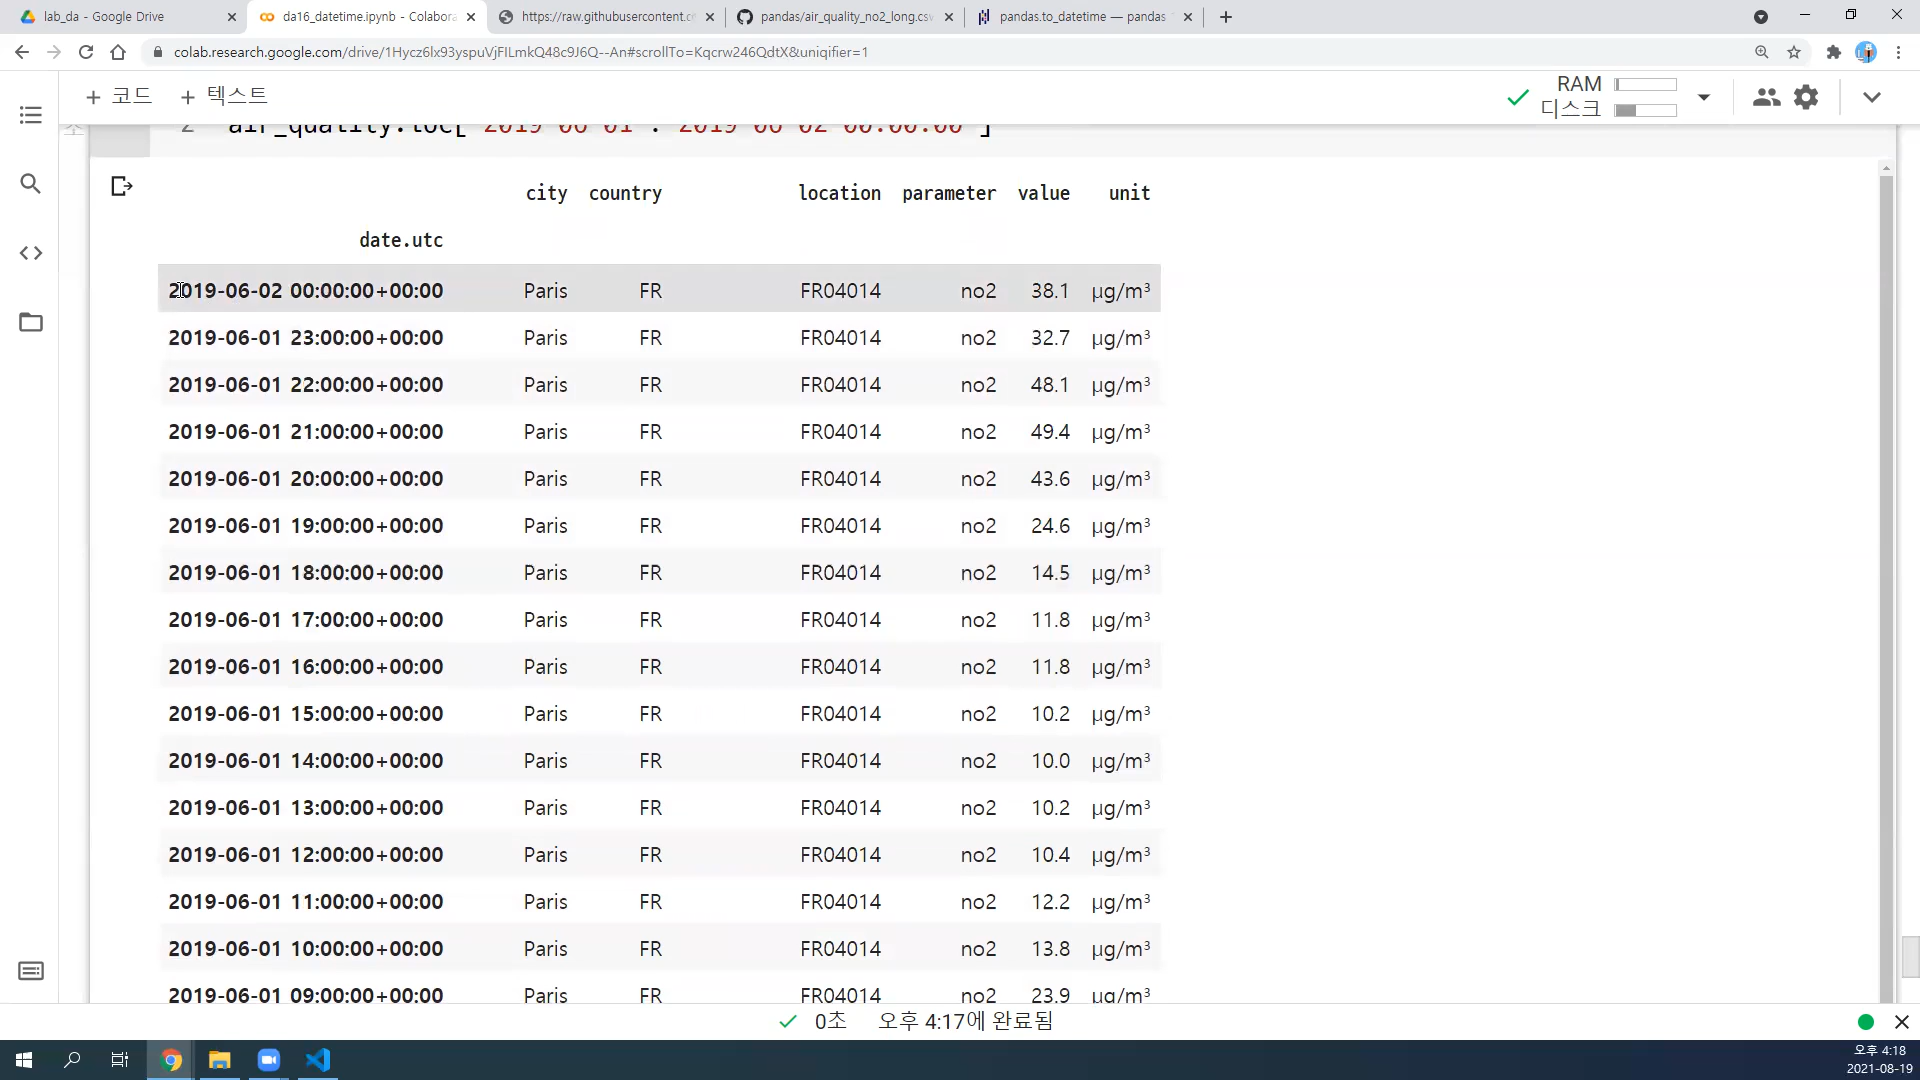 lab_da - Google Drive
da16_datetime.ipynb - Colabora
https://raw.githubusercontent.c
pandas/air_quality_no2_long.csv
pandas.to_datetime — pandas
colab.research.google.com/drive/1Hycz6lx93yspuVjFILmkQ48c9J6Q--An#scrollTo=Kqcrw246QdtX&uniqifier=1
+ 코드 + 텍스트
RAM
디스크
2 air_quality.loc['2019-06-01':'2019-06-02 00:00:00']
city country location parameter value unit
date.utc
2019-06-02 00:00:00+00:00 Paris FR FR04014 no2 38.1 µg/m³
2019-06-01 23:00:00+00:00 Paris FR FR04014 no2 32.7 µg/m³
2019-06-01 22:00:00+00:00 Paris FR FR04014 no2 48.1 µg/m³
2019-06-01 21:00:00+00:00 Paris FR FR04014 no2 49.4 µg/m³
2019-06-01 20:00:00+00:00 Paris FR FR04014 no2 43.6 µg/m³
2019-06-01 19:00:00+00:00 Paris FR FR04014 no2 24.6 µg/m³
2019-06-01 18:00:00+00:00 Paris FR FR04014 no2 14.5 µg/m³
2019-06-01 17:00:00+00:00 Paris FR FR04014 no2 11.8 µg/m³
2019-06-01 16:00:00+00:00 Paris FR FR04014 no2 11.8 µg/m³
2019-06-01 15:00:00+00:00 Paris FR FR04014 no2 10.2 µg/m³
2019-06-01 14:00:00+00:00 Paris FR FR04014 no2 10.0 µg/m³
2019-06-01 13:00:00+00:00 Paris FR FR04014 no2 10.2 µg/m³
2019-06-01 12:00:00+00:00 Paris FR FR04014 no2 10.4 µg/m³
2019-06-01 11:00:00+00:00 Paris FR FR04014 no2 12.2 µg/m³
2019-06-01 10:00:00+00:00 Paris FR FR04014 no2 13.8 µg/m³
2019-06-01 09:00:00+00:00 Paris FR FR04014 no2 23.9 µg/m³
0초 오후 4:17에 완료됨
오후 4:18
2021-08-19